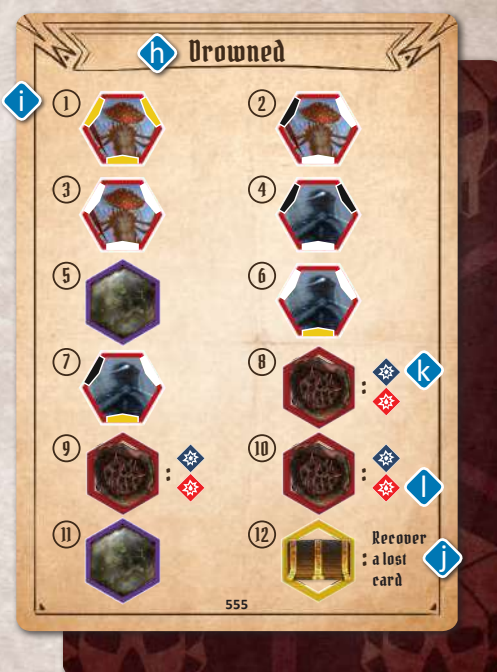 h Drowned
i
1 2
3 4
5 6
7 8 : k
9 : 10 : l
11 12 : Recover
a lost
card
j
555